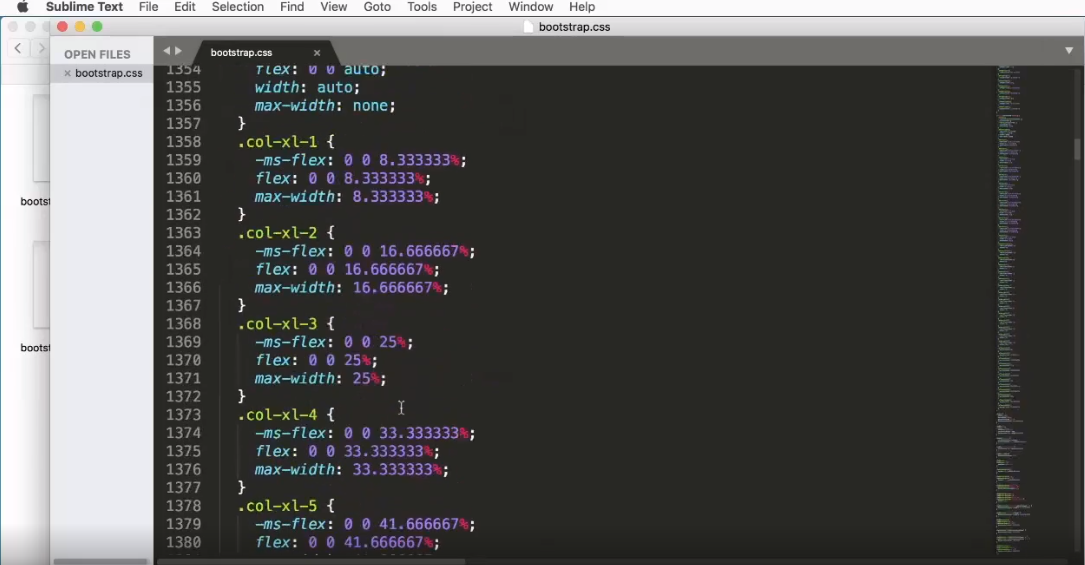 Sublime Text File Edit Selection Find View Goto Tools Project Window Help
bootstrap.css
OPEN FILES
bootstrap.css
bootstrap.css
bootst
bootst
1354 flex: 0 0 auto;
1355 width: auto;
1356 max-width: none;
1357 }
1358 .col-xl-1 {
1359 -ms-flex: 0 0 8.333333%;
1360 flex: 0 0 8.333333%;
1361 max-width: 8.333333%;
1362 }
1363 .col-xl-2 {
1364 -ms-flex: 0 0 16.666667%;
1365 flex: 0 0 16.666667%;
1366 max-width: 16.666667%;
1367 }
1368 .col-xl-3 {
1369 -ms-flex: 0 0 25%;
1370 flex: 0 0 25%;
1371 max-width: 25%;
1372 }
1373 .col-xl-4 {
1374 -ms-flex: 0 0 33.333333%;
1375 flex: 0 0 33.333333%;
1376 max-width: 33.333333%;
1377 }
1378 .col-xl-5 {
1379 -ms-flex: 0 0 41.666667%;
1380 flex: 0 0 41.666667%;